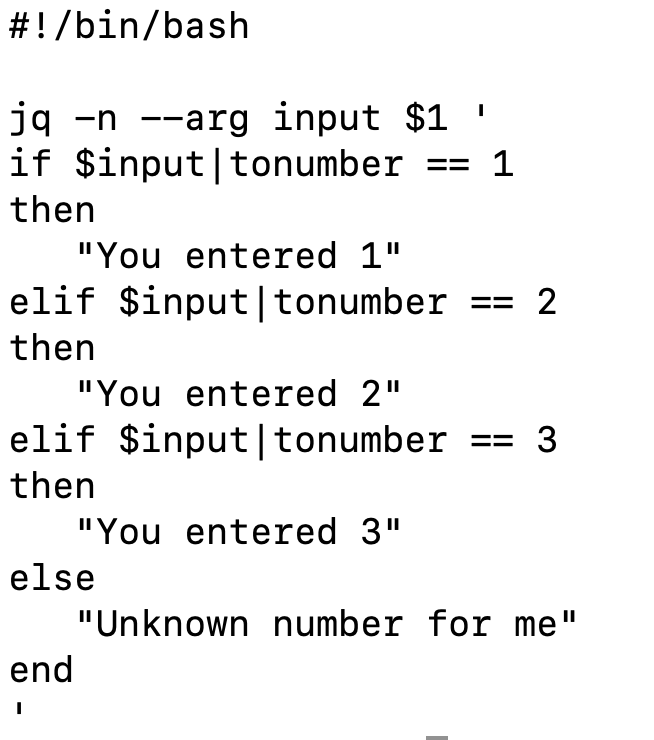 #!/bin/bash

jq -n --arg input $1 '
if $input|tonumber == 1
then
   "You entered 1"
elif $input|tonumber == 2
then
   "You entered 2"
elif $input|tonumber == 3
then
   "You entered 3"
else
   "Unknown number for me"
end
'